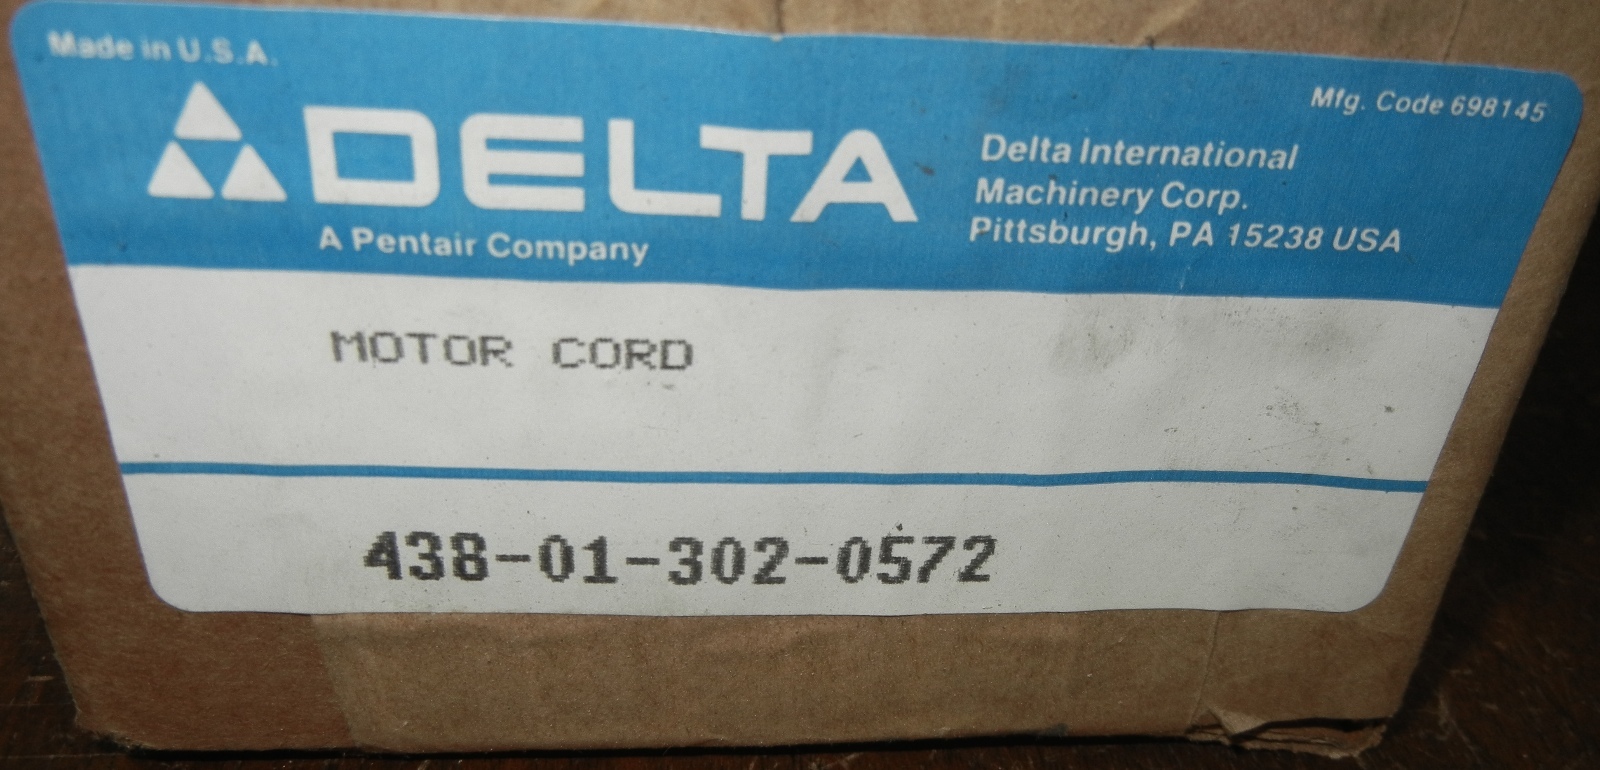 Made in U.S.A.
Mfg. Code 698145
DELTA
A Pentair Company
Delta International
Machinery Corp.
Pittsburgh, PA 15238 USA
MOTOR CORD
438-01-302-0572